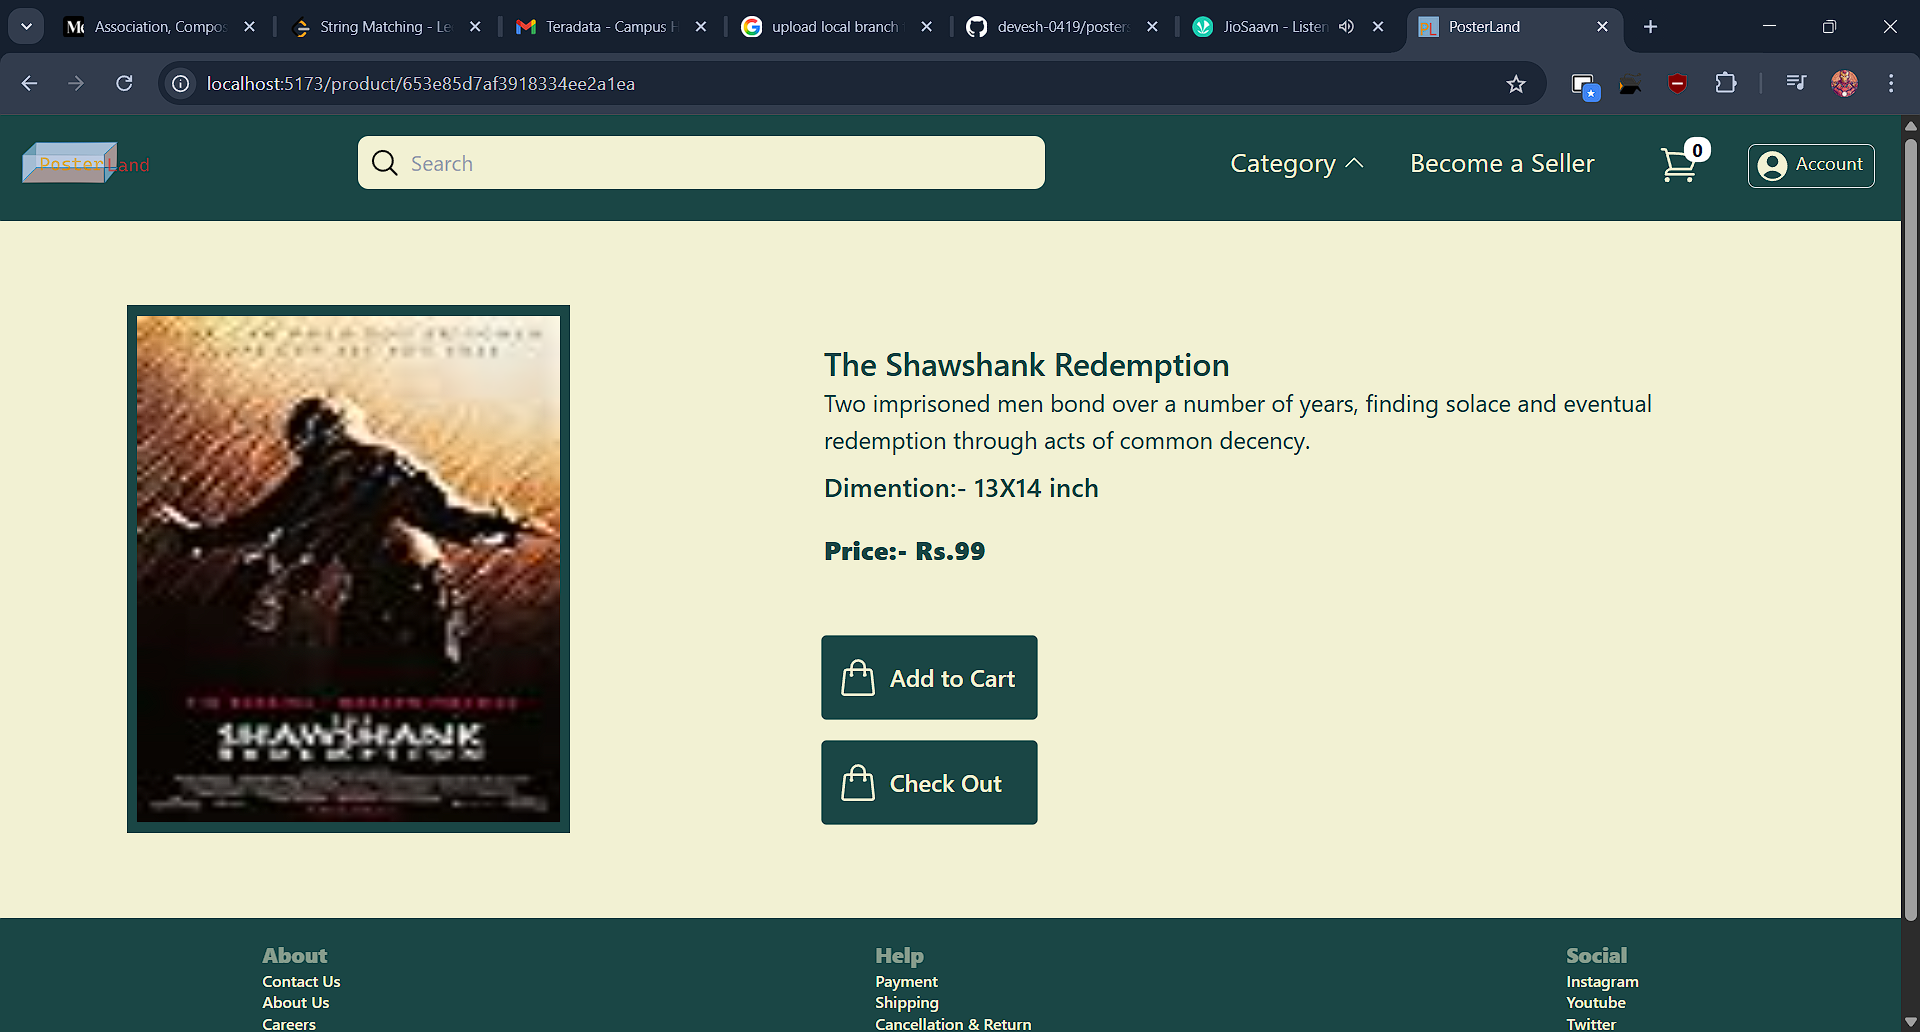 Association, Compos
String Matching - Le
Teradata - Campus H
upload local branch
devesh-0419/posters
JioSaavn - Listen
PosterLand
localhost:5173/product/653e85d7af3918334ee2a1ea
PosterLand
Search
Category
Become a Seller
0
Account
The Shawshank Redemption
Two imprisoned men bond over a number of years, finding solace and eventual
redemption through acts of common decency.
Dimention:- 13X14 inch
Price:- Rs.99
Add to Cart
Check Out
SHAWSHANK
REDEMPTION
About
Contact Us
About Us
Careers
Help
Payment
Shipping
Cancellation & Return
Social
Instagram
Youtube
Twitter